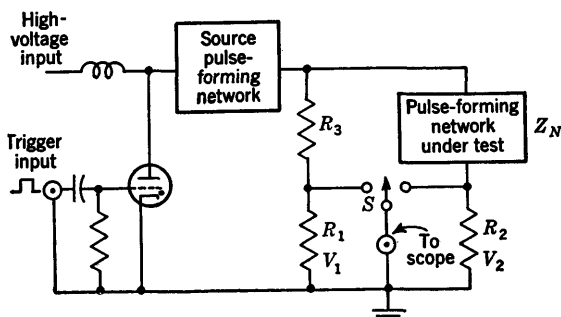 High-
voltage
input
Source
pulse-
forming
network
R3
Pulse-forming
network
under test
ZN
Trigger
input
S
R1
V1
To
scope
R2
V2